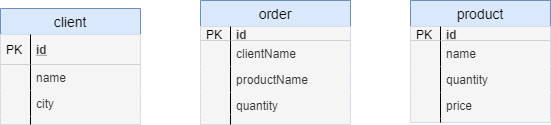 client
PK id
name
city
order
PK id
clientName
productName
quantity
product
PK id
name
quantity
price